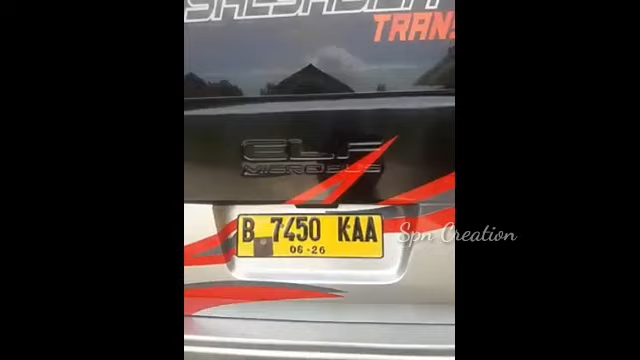 TRANS
ELF
MICROBUS
B 7450 KAA
06-26
Spn Creation